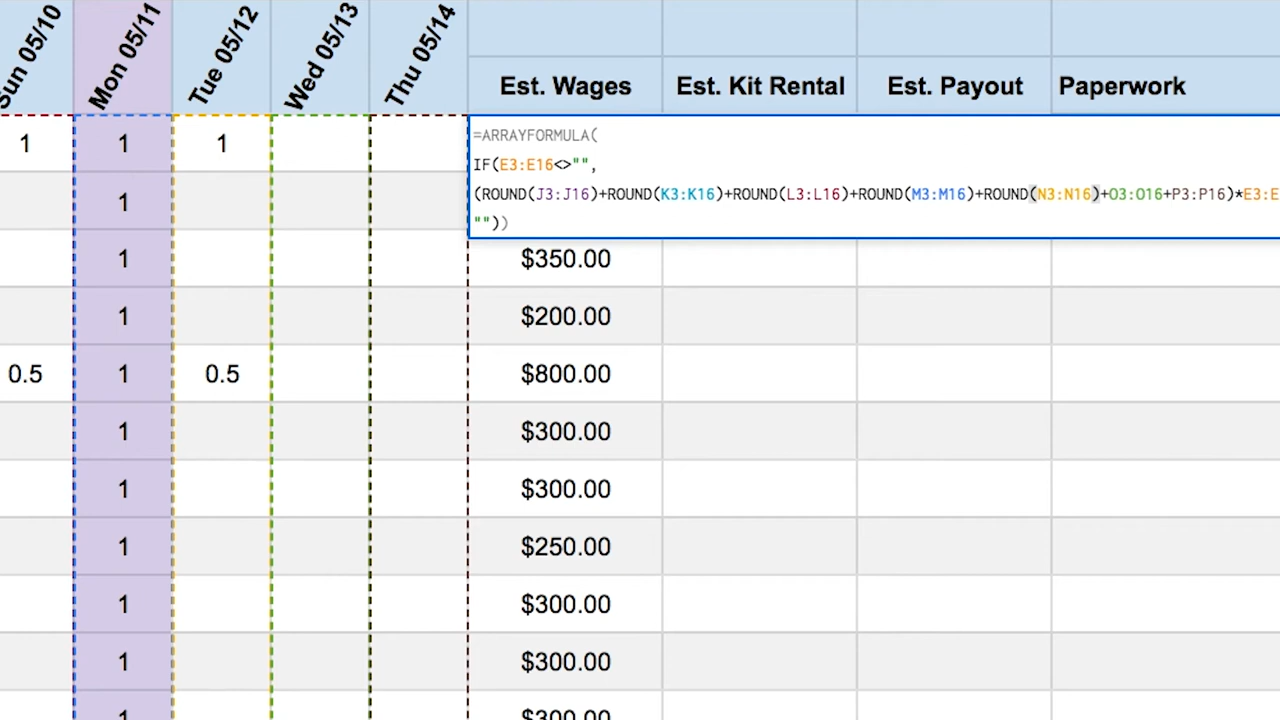 Sun 05/10 Mon 05/11 Tue 05/12 Wed 05/13 Thu 05/14
Est. Wages Est. Kit Rental Est. Payout Paperwork
1 1 1 =ARRAYFORMULA(
IF(E3:E16<>"",
1 (ROUND(J3:J16)+ROUND(K3:K16)+ROUND(L3:L16)+ROUND(M3:M16)+ROUND(N3:N16)+O3:O16+P3:P16)*E3:E
""))
1 $350.00
1 $200.00
0.5 1 0.5 $800.00
1 $300.00
1 $300.00
1 $250.00
1 $300.00
1 $300.00
1 $300.00